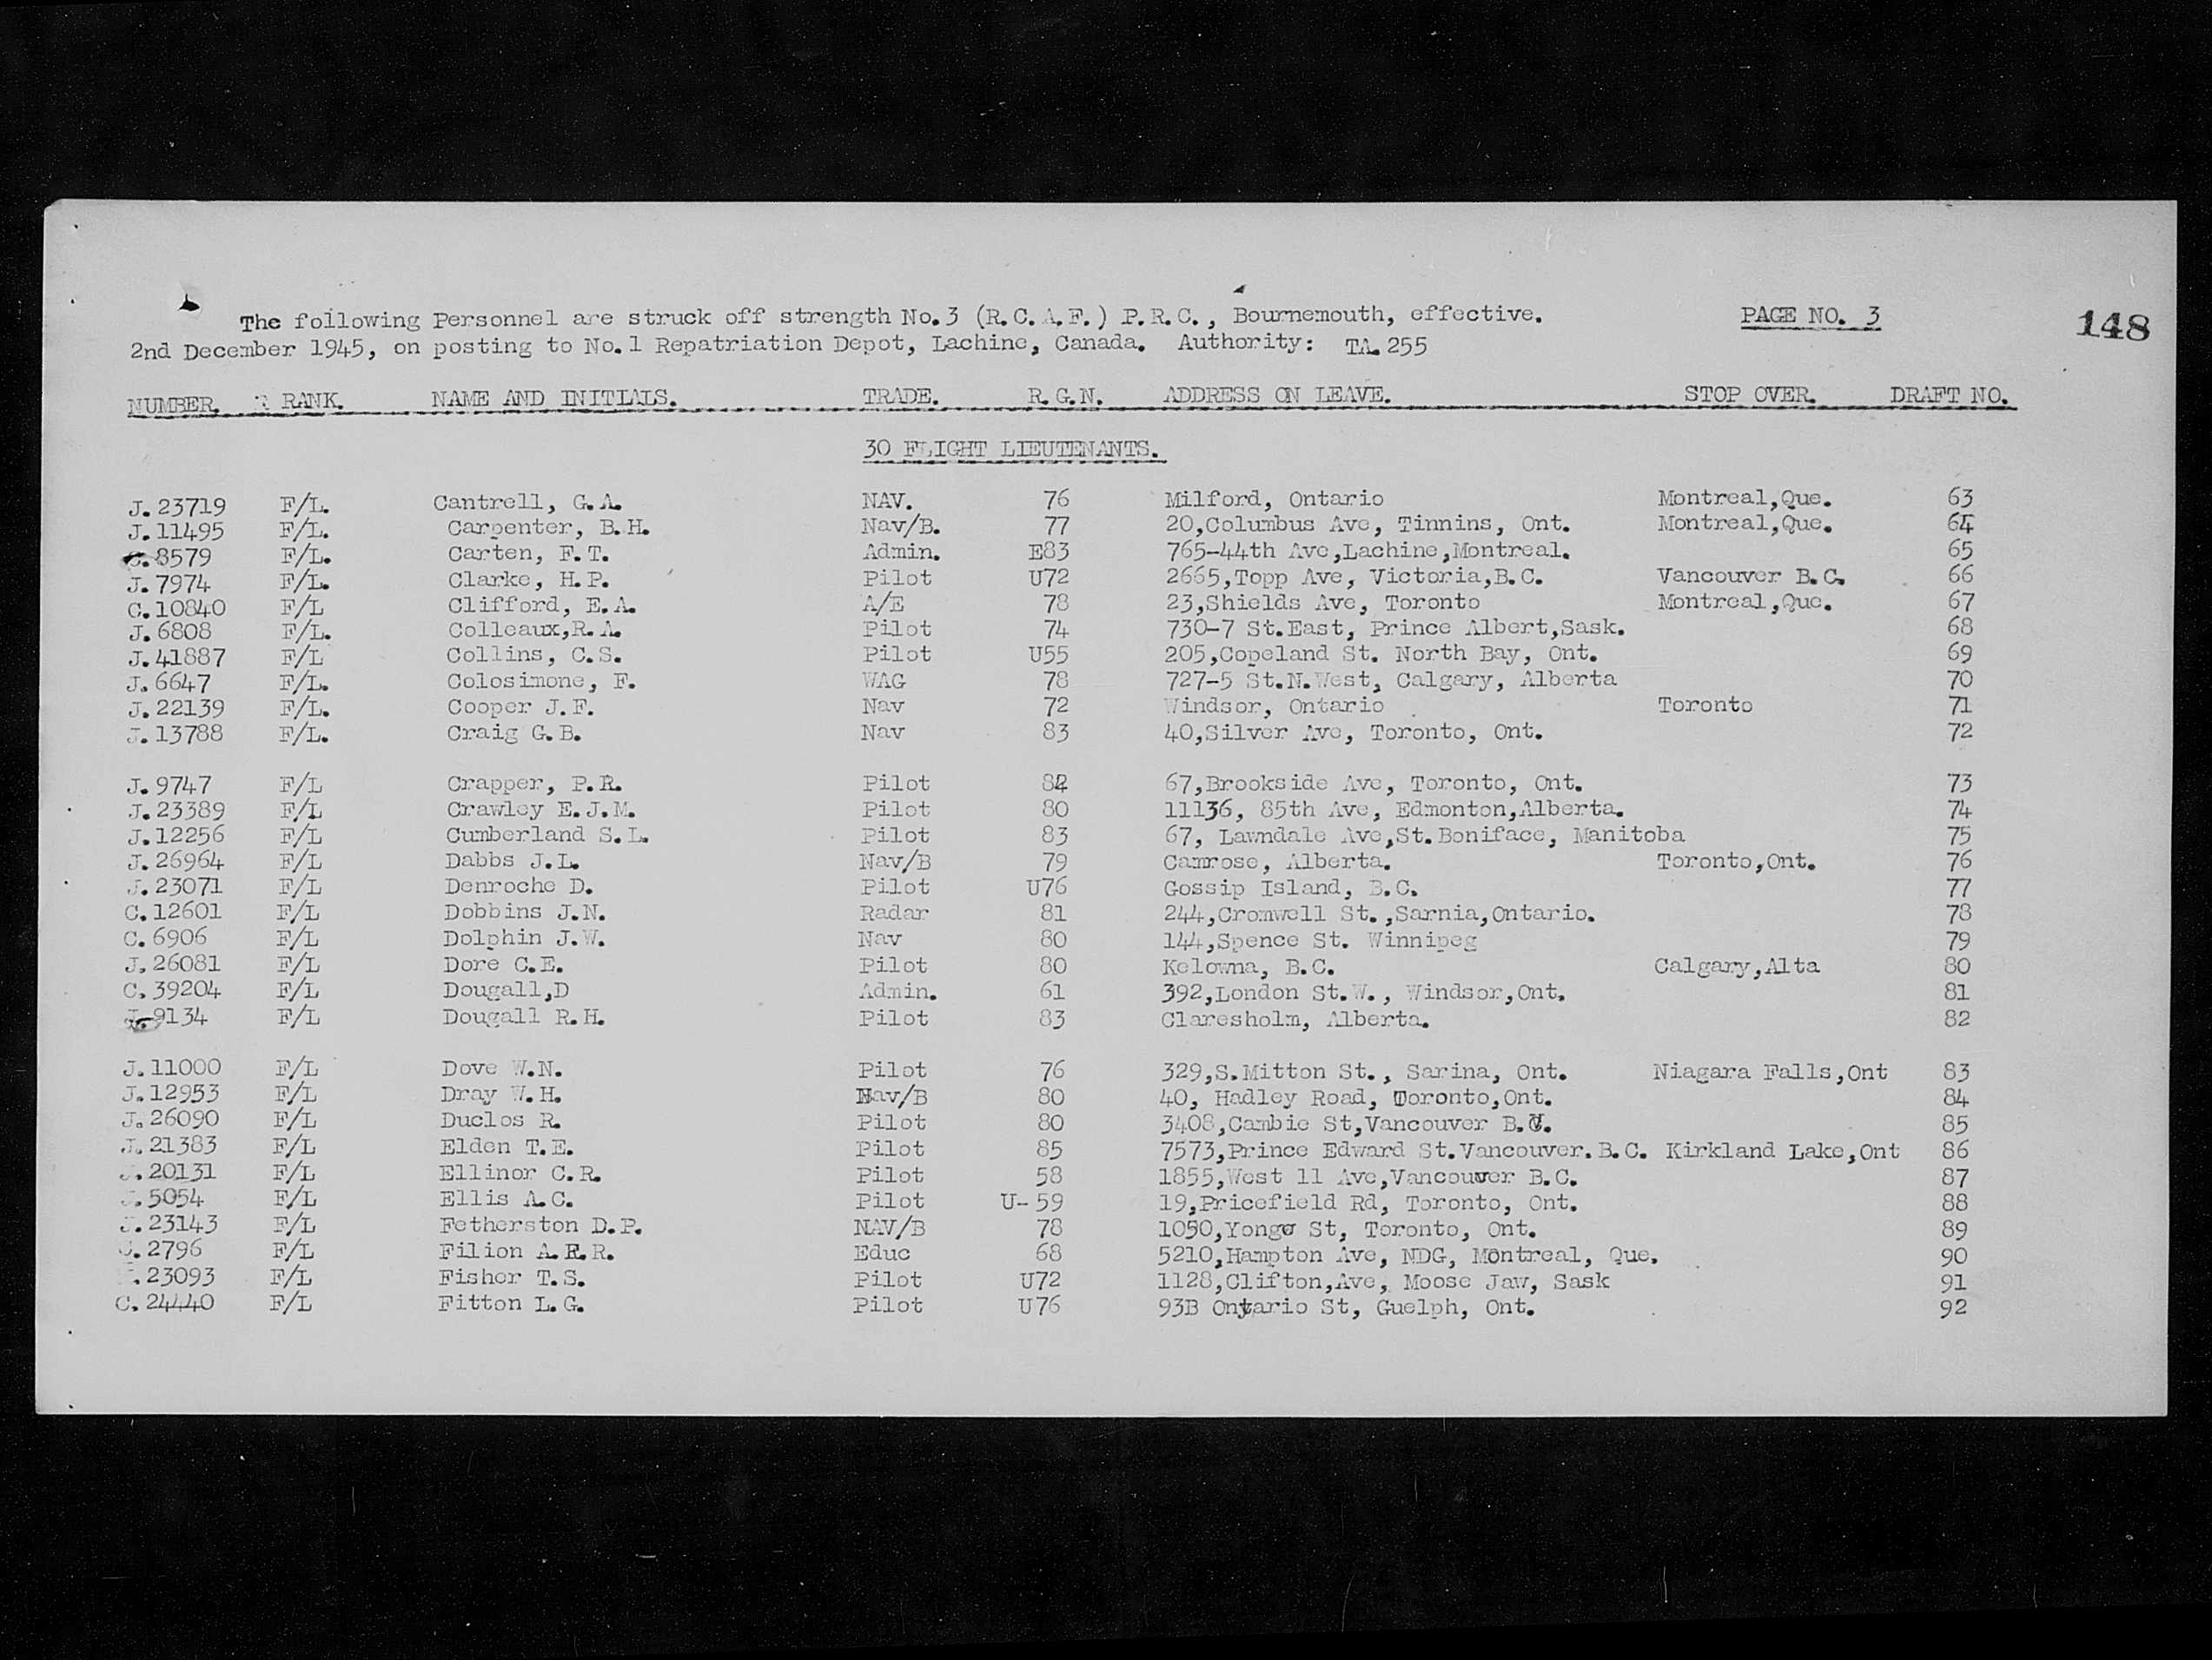 The following Personnel are struck off strength No.3 (R.C.A.F.) P.R.C., Bournemouth, effective. PAGE NO. 3 148
2nd December 1945, on posting to No.1 Repatriation Depot, Lachine, Canada. Authority: TA.255
NUMBER. RANK. NAME AND INITIALS. TRADE. R.G.N. ADDRESS ON LEAVE. STOP OVER. DRAFT NO.
30 FLIGHT LIEUTENANTS.
J.23719 F/L. Cantrell, G.A. NAV. 76 Milford, Ontario Montreal,Que. 63
J.11495 F/L. Carpenter, B.H. Nav/B. 77 20,Columbus Ave, Tinnins, Ont. Montreal,Que. 64
C.8579 F/L. Carten, F.T. Admin. E83 765-44th Ave,Lachine,Montreal. 65
J.7974 F/L. Clarke, H.P. Pilot U72 2665,Topp Ave, Victoria,B.C. Vancouver B.C. 66
C.10840 F/L Clifford, E.A. A/E 78 23,Shields Ave, Toronto Montreal,Que. 67
J.6808 F/L. Colleaux,R.A. Pilot 74 730-7 St.East, Prince Albert,Sask. 68
J.41887 F/L Collins, C.S. Pilot U55 205,Copeland St. North Bay, Ont. 69
J.6647 F/L. Colosimone, F. WAG 78 727-5 St.N.West, Calgary, Alberta 70
J.22139 F/L. Cooper J.F. Nav 72 Windsor, Ontario Toronto 71
J.13788 F/L. Craig G.B. Nav 83 40,Silver Ave, Toronto, Ont. 72
J.9747 F/L Crapper, P.R. Pilot 82 67,Brookside Ave, Toronto, Ont. 73
J.23389 F/L Crawley E.J.M. Pilot 80 11136, 85th Ave, Edmonton,Alberta. 74
J.12256 F/L Cumberland S.L. Pilot 83 67, Lawndale Ave,St.Boniface, Manitoba 75
J.26964 F/L Dabbs J.L. Nav/B 79 Camrose, Alberta. Toronto,Ont. 76
J.23071 F/L Denroche D. Pilot U76 Gossip Island, B.C. 77
C.12601 F/L Dobbins J.N. Radar 81 244,Cromwell St.,Sarnia,Ontario. 78
C.6906 F/L Dolphin J.W. Nav 80 144,Spence St. Winnipeg 79
J.26081 F/L Dore C.E. Pilot 80 Kelowna, B.C. Calgary,Alta 80
C.39204 F/L Dougall,D Admin. 61 392,London St.W., Windsor,Ont. 81
J.9134 F/L Dougall R.H. Pilot 83 Claresholm, Alberta. 82
J.11000 F/L Dove W.N. Pilot 76 329,S.Mitton St., Sarina, Ont. Niagara Falls,Ont 83
J.12953 F/L Dray W.H. Nav/B 80 40, Hadley Road, Toronto,Ont. 84
J.26090 F/L Duclos R. Pilot 80 3408,Cambie St,Vancouver B.C. 85
J.21383 F/L Elden T.E. Pilot 85 7573,Prince Edward St.Vancouver.B.C. Kirkland Lake,Ont 86
.20131 F/L Ellinor C.R. Pilot 58 1855,West 11 Ave,Vancouver B.C. 87
.5054 F/L Ellis A.C. Pilot U-59 19,Pricefield Rd, Toronto, Ont. 88
J.23143 F/L Fetherston D.P. NAV/B 78 1050,Yonge St, Toronto, Ont. 89
C.2796 F/L Filion A.E.R. Educ 68 5210,Hampton Ave, NDG, Montreal, Que. 90
.23093 F/L Fisher T.S. Pilot U72 1128,Clifton,Ave, Moose Jaw, Sask 91
C.24440 F/L Fitton L.G. Pilot U76 93B Ontario St, Guelph, Ont. 92